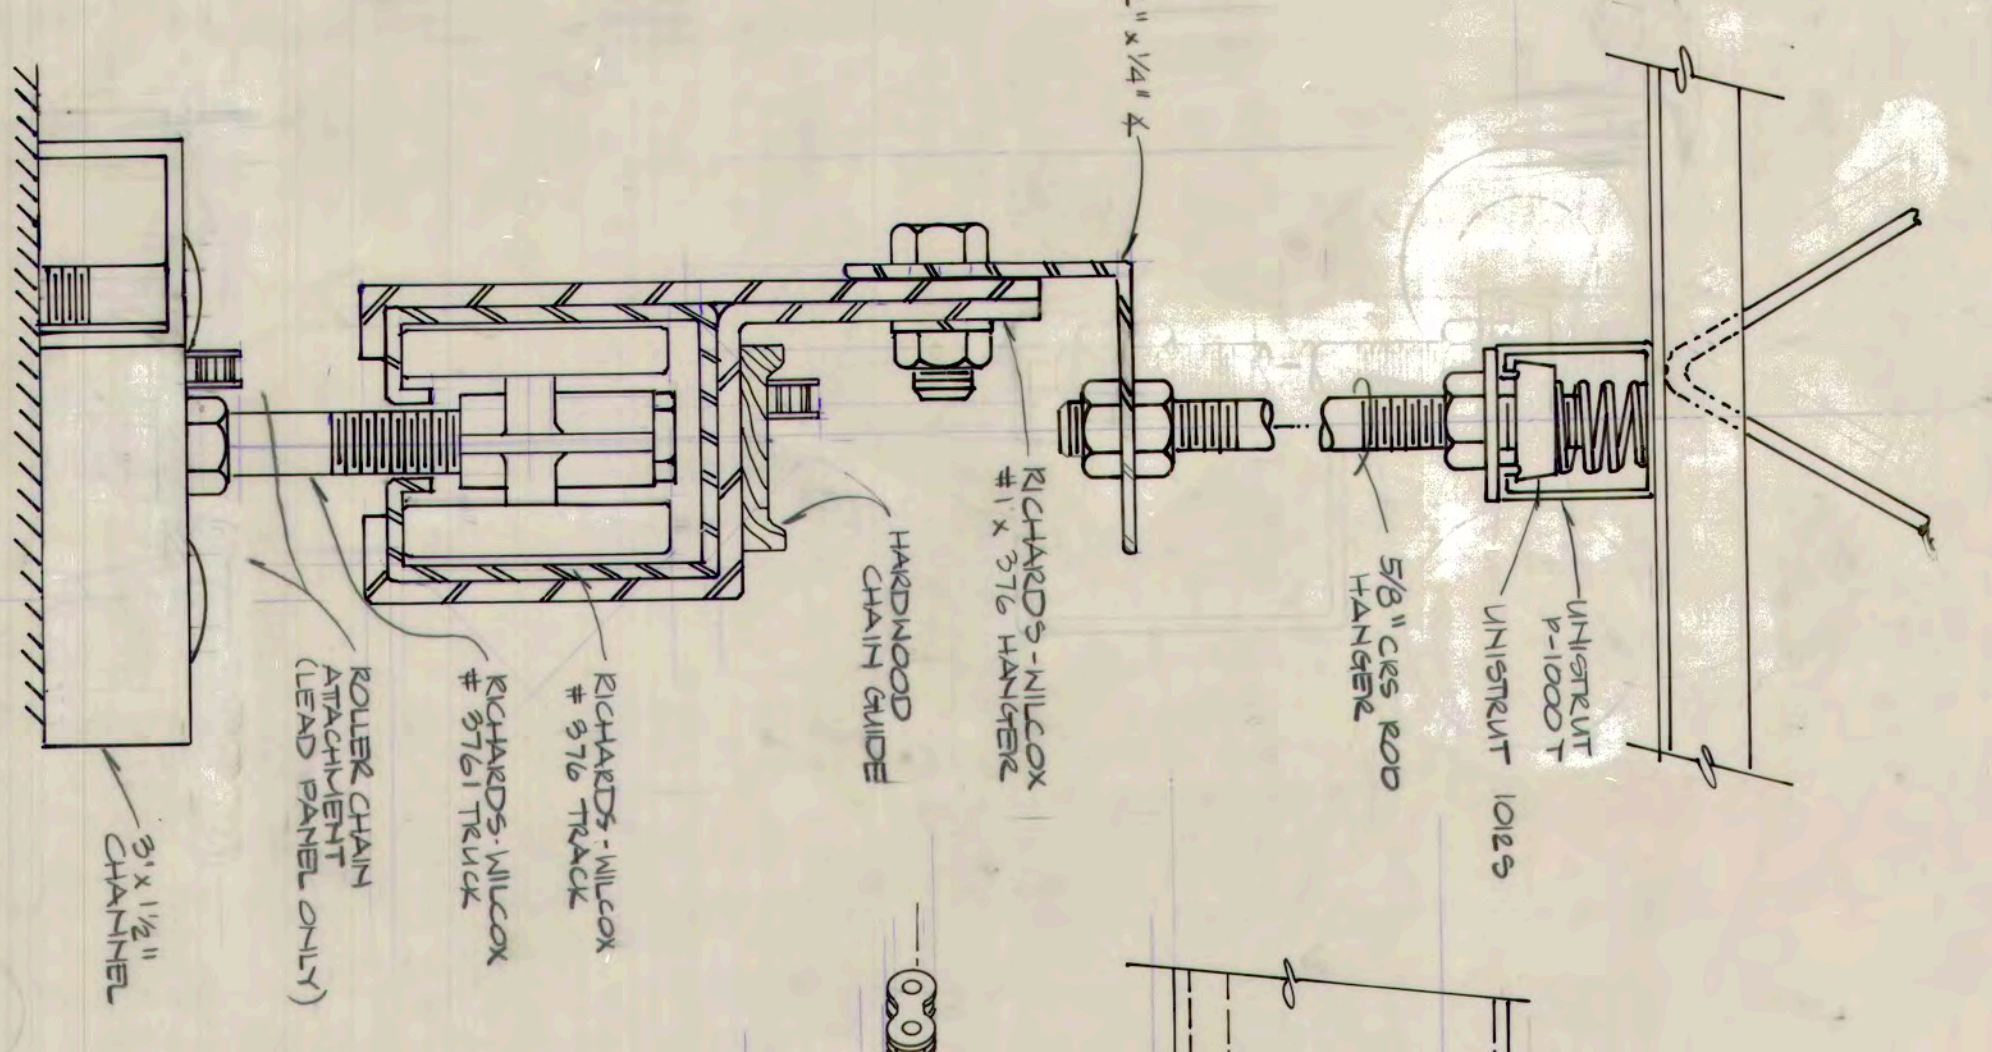 UNISTRUT
P-1000 T
UNISTRUT 1012S
5/8" CRS ROD
HANGER
" x 1/4" ∡
RICHARDS-WILCOX
#1 x 376 HANGER
HARDWOOD
CHAIN GUIDE
RICHARDS-WILCOX
# 376 TRACK
RICHARDS-WILCOX
# 3761 TRUCK
ROLLER CHAIN
ATTACHMENT
(LEAD PANEL ONLY)
3" x 1 1/2"
CHANNEL